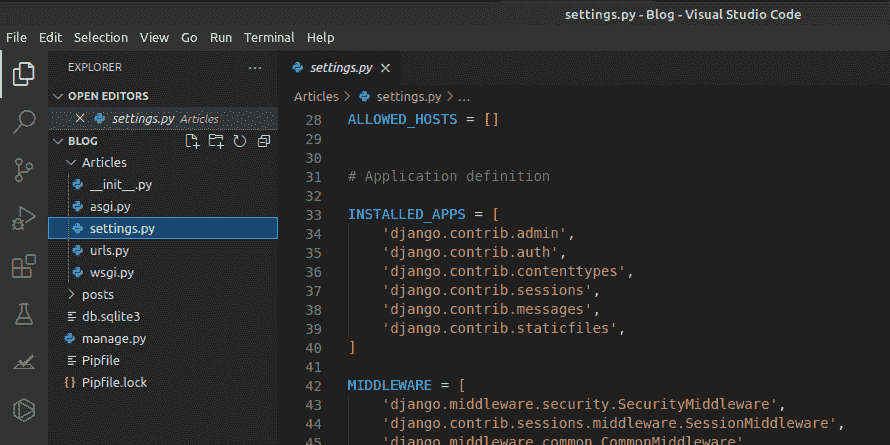 settings.py - Blog - Visual Studio Code
File Edit Selection View Go Run Terminal Help
EXPLORER
OPEN EDITORS
settings.py Articles
BLOG
Articles
__init__.py
asgi.py
settings.py
urls.py
wsgi.py
posts
db.sqlite3
manage.py
Pipfile
Pipfile.lock
settings.py
Articles > settings.py > ...
28 ALLOWED_HOSTS = []
29
30
31 # Application definition
32
33 INSTALLED_APPS = [
34 'django.contrib.admin',
35 'django.contrib.auth',
36 'django.contrib.contenttypes',
37 'django.contrib.sessions',
38 'django.contrib.messages',
39 'django.contrib.staticfiles',
40 ]
41
42 MIDDLEWARE = [
43 'django.middleware.security.SecurityMiddleware',
44 'django.contrib.sessions.middleware.SessionMiddleware',
45 'django.middleware.common.CommonMiddleware'